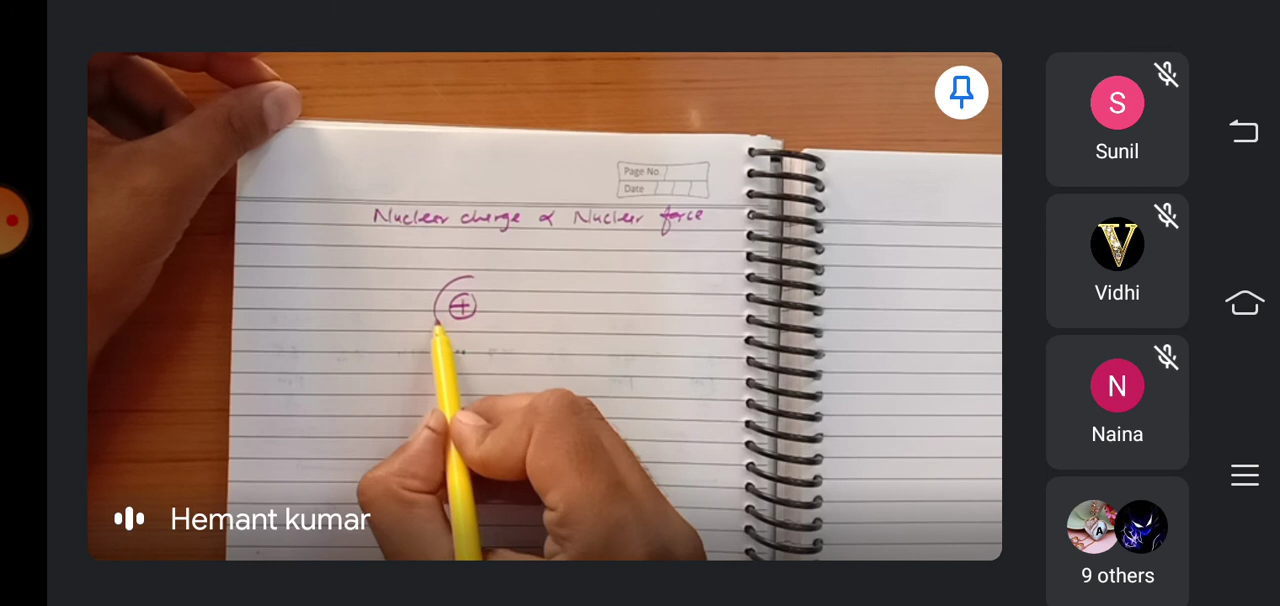 S
Sunil
Page No.
Date
Nuclear charge ∝ Nuclear force
V
Vidhi
+
N
Naina
Hemant kumar
A
9 others